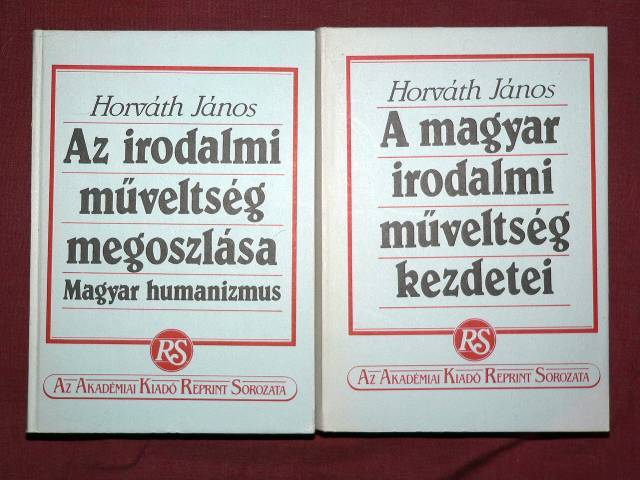 Horváth János
Az irodalmi
műveltség
megoszlása
Magyar humanizmus
RS
AZ AKADÉMIAI KIADÓ REPRINT SOROZATA
Horváth János
A magyar
irodalmi
műveltség
kezdetei
RS
AZ AKADÉMIAI KIADÓ REPRINT SOROZATA